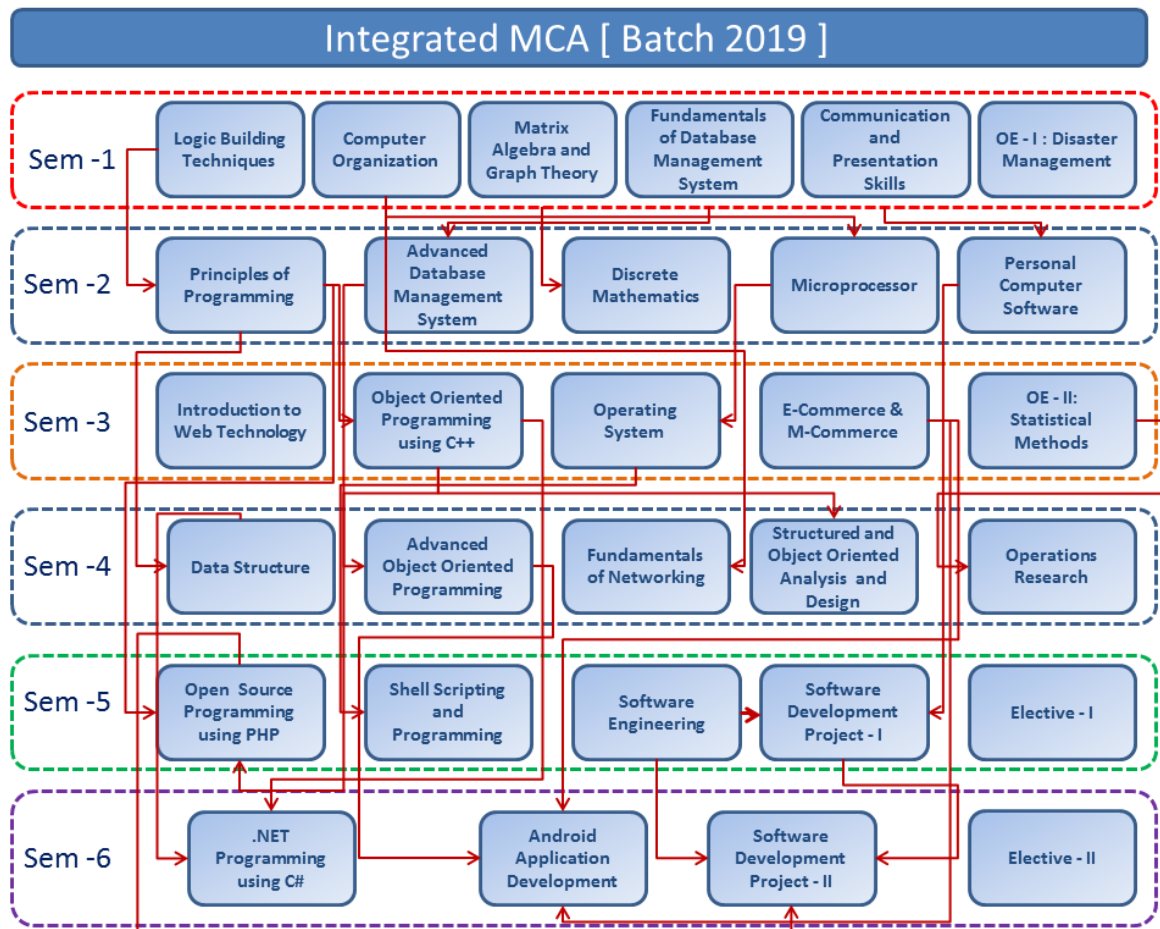 Integrated MCA [ Batch 2019 ]
Sem -1
Logic Building
Techniques
Computer
Organization
Matrix
Algebra and
Graph Theory
Fundamentals
of Database
Management
System
Communication
and
Presentation
Skills
OE - I : Disaster
Management
Sem -2
Principles of
Programming
Advanced
Database
Management
System
Discrete
Mathematics
Microprocessor
Personal
Computer
Software
Sem -3
Introduction to
Web Technology
Object Oriented
Programming
using C++
Operating
System
E-Commerce &
M-Commerce
OE - II:
Statistical
Methods
Sem -4
Data Structure
Advanced
Object Oriented
Programming
Fundamentals
of Networking
Structured and
Object Oriented
Analysis and
Design
Operations
Research
Sem -5
Open Source
Programming
using PHP
Shell Scripting
and
Programming
Software
Engineering
Software
Development
Project - I
Elective - I
Sem -6
.NET
Programming
using C#
Android
Application
Development
Software
Development
Project - II
Elective - II